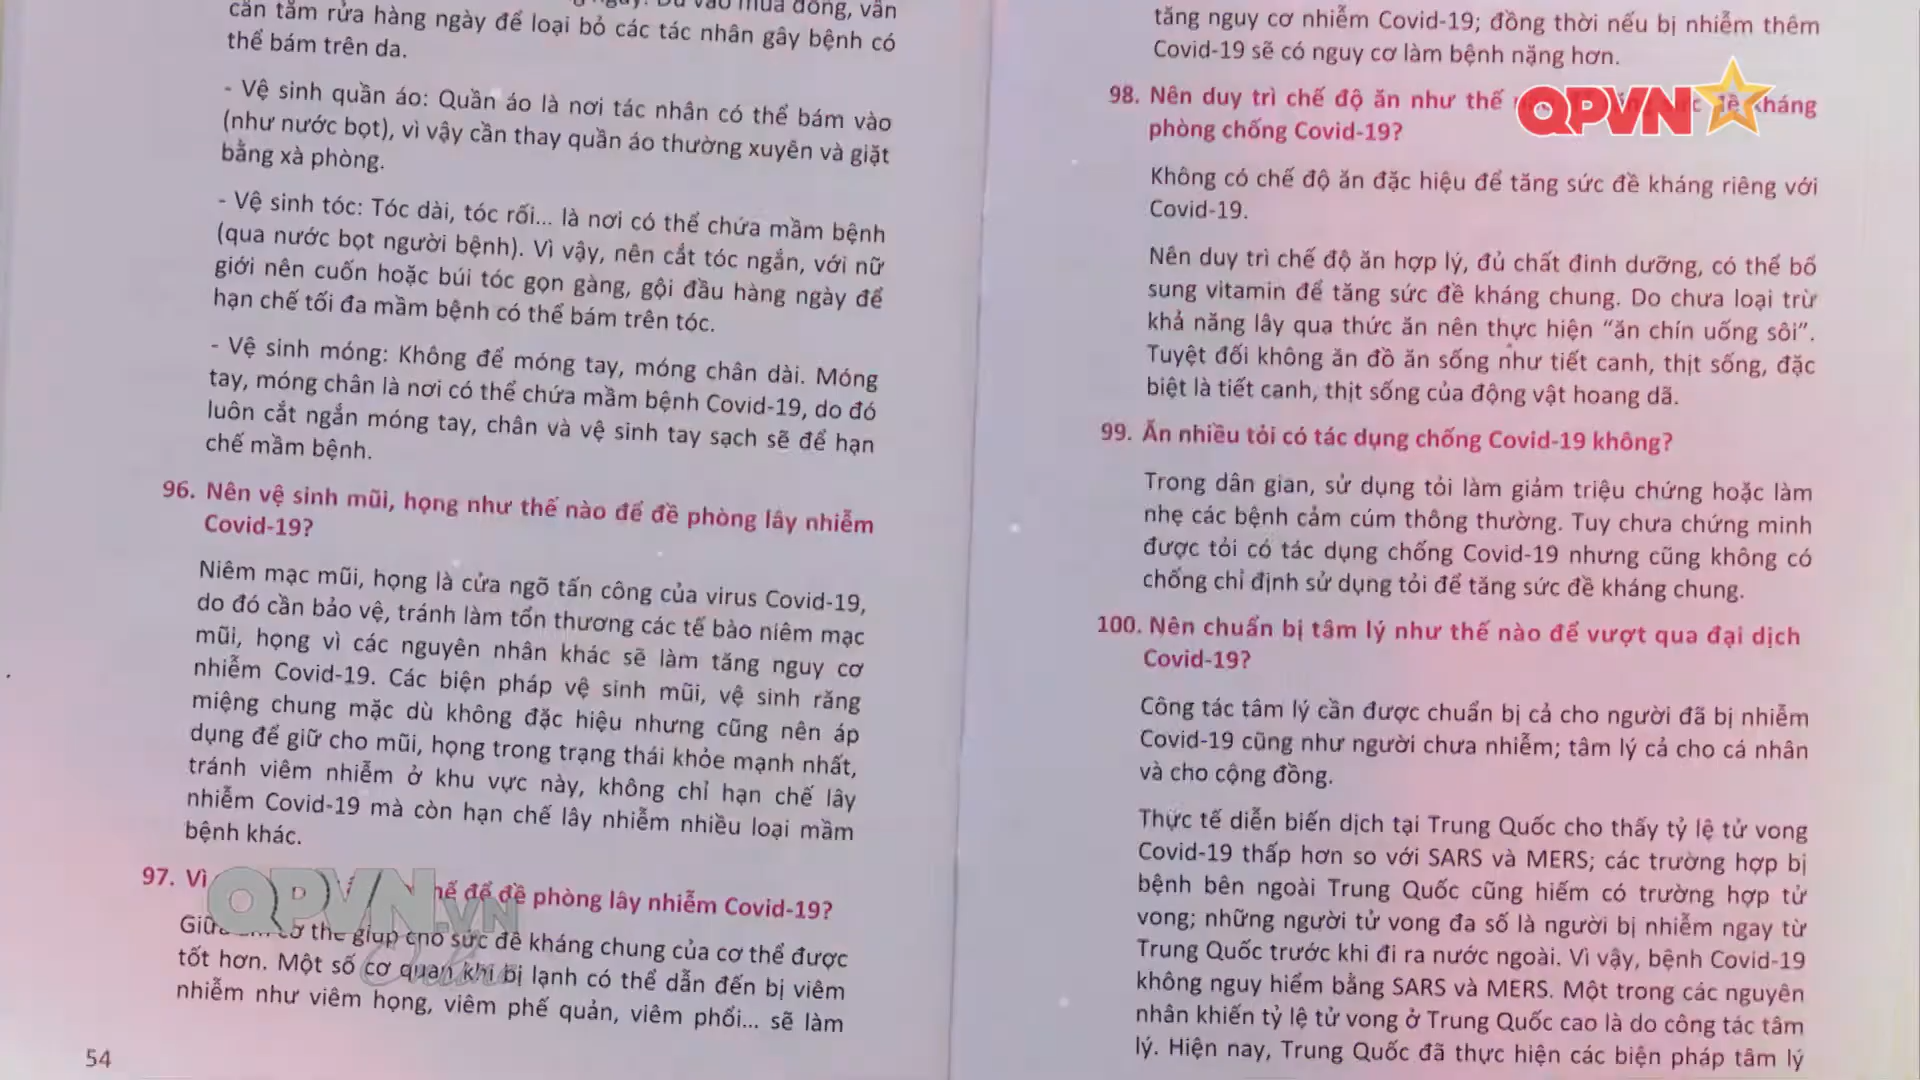 cần tắm rửa hàng ngày để loại bỏ các tác nhân gây bệnh có
thể bám trên da.
- Vệ sinh quần áo: Quần áo là nơi tác nhân có thể bám vào
(như nước bọt), vì vậy cần thay quần áo thường xuyên và giặt
bằng xà phòng.
- Vệ sinh tóc: Tóc dài, tóc rối... là nơi có thể chứa mầm bệnh
(qua nước bọt người bệnh). Vì vậy, nên cắt tóc ngắn, với nữ
giới nên cuốn hoặc búi tóc gọn gàng, gội đầu hàng ngày để
hạn chế tối đa mầm bệnh có thể bám trên tóc.
- Vệ sinh móng: Không để móng tay, móng chân dài. Móng
tay, móng chân là nơi có thể chứa mầm bệnh Covid-19, do đó
luôn cắt ngắn móng tay, chân và vệ sinh tay sạch sẽ để hạn
chế mầm bệnh.
96. Nên vệ sinh mũi, họng như thế nào để đề phòng lây nhiễm
Covid-19?
Niêm mạc mũi, họng là cửa ngõ tấn công của virus Covid-19,
do đó cần bảo vệ, tránh làm tổn thương các tế bào niêm mạc
mũi, họng vì các nguyên nhân khác sẽ làm tăng nguy cơ
nhiễm Covid-19. Các biện pháp vệ sinh mũi, vệ sinh răng
miệng chung mặc dù không đặc hiệu nhưng cũng nên áp
dụng để giữ cho mũi, họng trong trạng thái khỏe mạnh nhất,
tránh viêm nhiễm ở khu vực này, không chỉ hạn chế lây
nhiễm Covid-19 mà còn hạn chế lây nhiễm nhiều loại mầm
bệnh khác.
97. Vì để đề phòng lây nhiễm Covid-19?
cơ thể giúp cho sức đề kháng chung của cơ thể được
tốt hơn. Một số cơ quan khi bị lạnh có thể dẫn đến bị viêm
nhiễm như viêm họng, viêm phế quản, viêm phổi... sẽ làm
54
QPVN.VN
tăng nguy cơ nhiễm Covid-19; đồng thời nếu bị nhiễm thêm
Covid-19 sẽ có nguy cơ làm bệnh nặng hơn.
QPVN
98. Nên duy trì chế độ ăn như thế đề kháng
phòng chống Covid-19?
Không có chế độ ăn đặc hiệu để tăng sức đề kháng riêng với
Covid-19.
Nên duy trì chế độ ăn hợp lý, đủ chất đinh dưỡng, có thể bổ
sung vitamin để tăng sức đề kháng chung. Do chưa loại trừ
khả năng lây qua thức ăn nên thực hiện “ăn chín uống sôi”.
Tuyệt đối không ăn đồ ăn sống như tiết canh, thịt sống, đặc
biệt là tiết canh, thịt sống của động vật hoang dã.
99. Ăn nhiều tỏi có tác dụng chống Covid-19 không?
Trong dân gian, sử dụng tỏi làm giảm triệu chứng hoặc làm
nhẹ các bệnh cảm cúm thông thường. Tuy chưa chứng minh
được tỏi có tác dụng chống Covid-19 nhưng cũng không có
chống chỉ định sử dụng tỏi để tăng sức đề kháng chung.
100. Nên chuẩn bị tâm lý như thế nào để vượt qua đại dịch
Covid-19?
Công tác tâm lý cần được chuẩn bị cả cho người đã bị nhiễm
Covid-19 cũng như người chưa nhiễm; tâm lý cả cho cá nhân
và cho cộng đồng.
Thực tế diễn biến dịch tại Trung Quốc cho thấy tỷ lệ tử vong
Covid-19 thấp hơn so với SARS và MERS; các trường hợp bị
bệnh bên ngoài Trung Quốc cũng hiếm có trường hợp tử
vong; những người tử vong đa số là người bị nhiễm ngay từ
Trung Quốc trước khi đi ra nước ngoài. Vì vậy, bệnh Covid-19
không nguy hiểm bằng SARS và MERS. Một trong các nguyên
nhân khiến tỷ lệ tử vong ở Trung Quốc cao là do công tác tâm
lý. Hiện nay, Trung Quốc đã thực hiện các biện pháp tâm lý